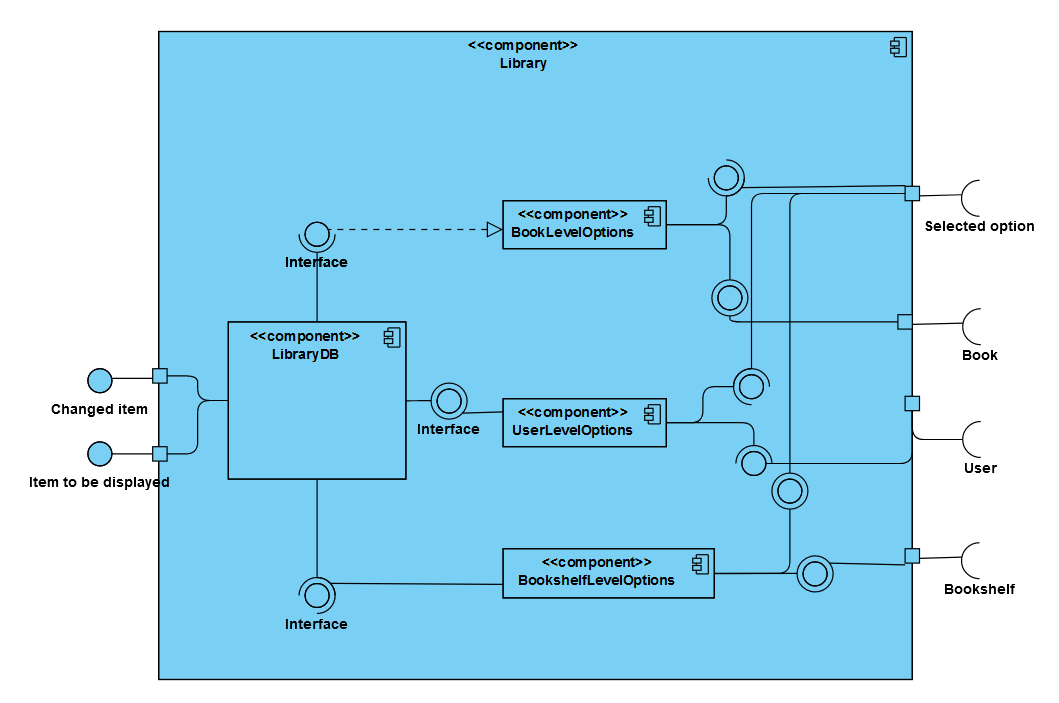 <<component>>
Library
<<component>>
BookLevelOptions
Selected option
Interface
<<component>>
LibraryDB
Book
Changed item
<<component>>
UserLevelOptions
Interface
User
Item to be displayed
<<component>>
BookshelfLevelOptions
Bookshelf
Interface